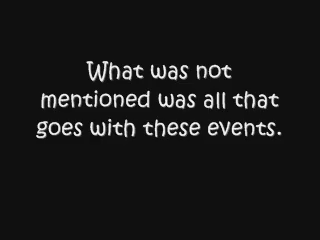 What was not
mentioned was all that
goes with these events.